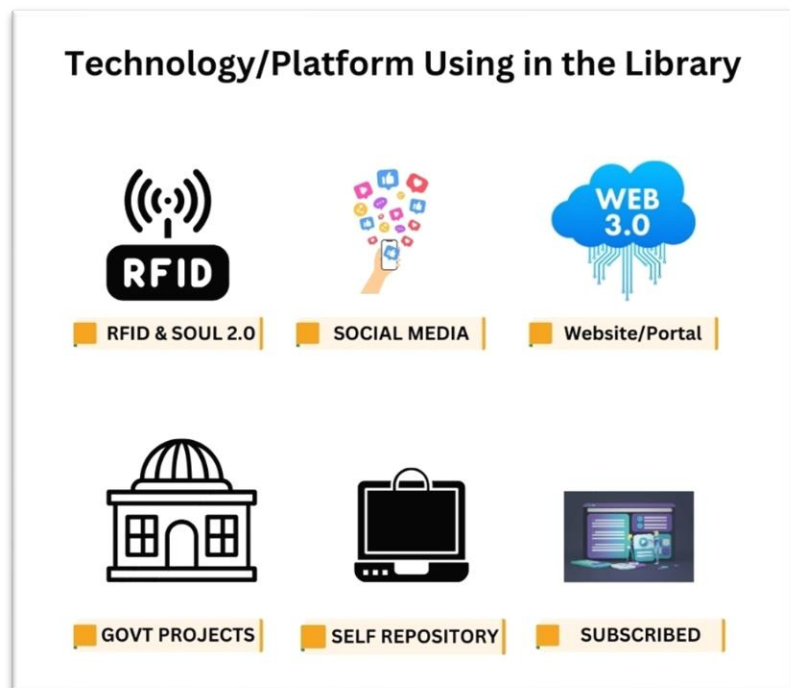 Technology/Platform Using in the Library
WEB
3.0
RFID
RFID & SOUL 2.0
SOCIAL MEDIA
Website/Portal
GOVT PROJECTS
SELF REPOSITORY
SUBSCRIBED